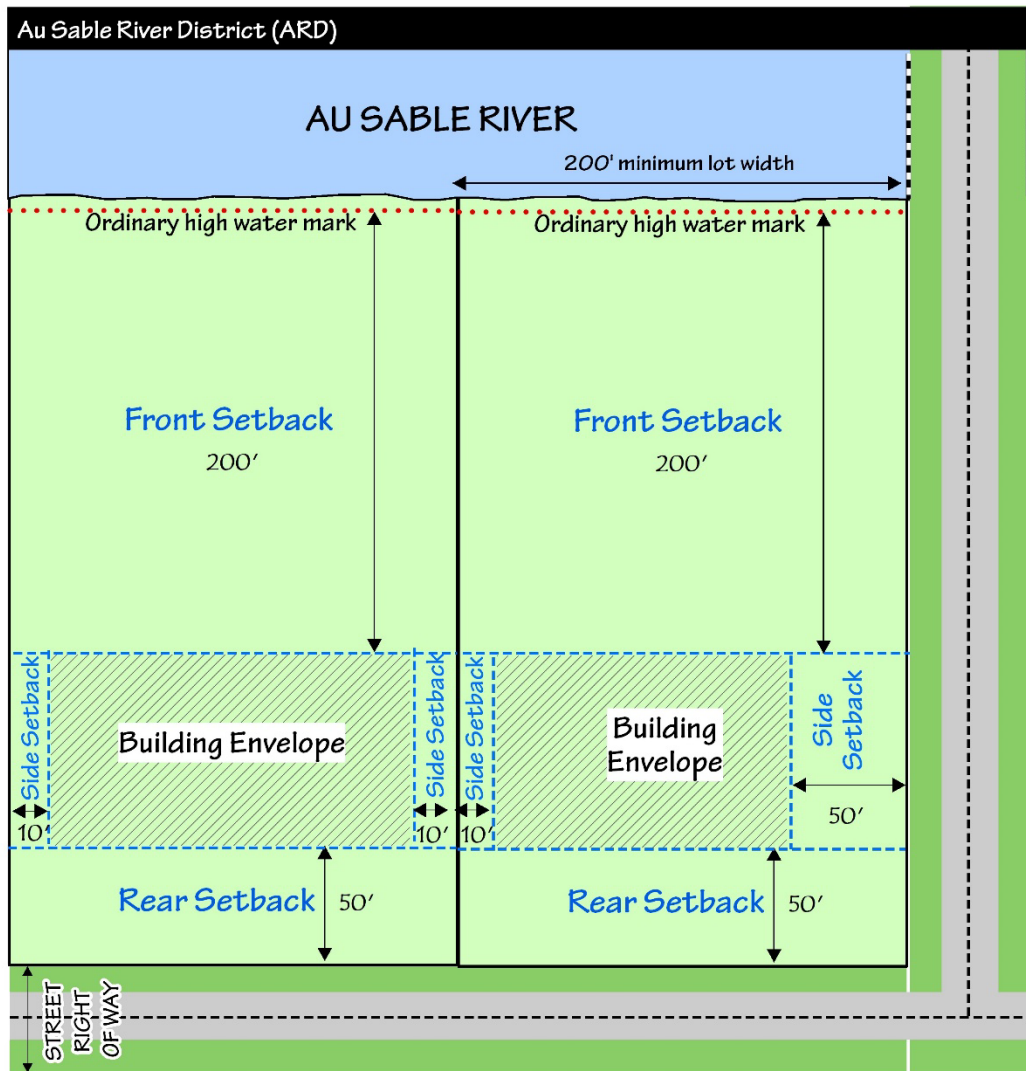 Au Sable River District (ARD)
AU SABLE RIVER
200' minimum lot width
Ordinary high water mark
Ordinary high water mark
Front Setback
200'
Front Setback
200'
Side Setback
10'
Building Envelope
Side Setback
10'
Side Setback
10'
Building
Envelope
Side
Setback
50'
Rear Setback
50'
Rear Setback
50'
STREET
RIGHT
OF WAY